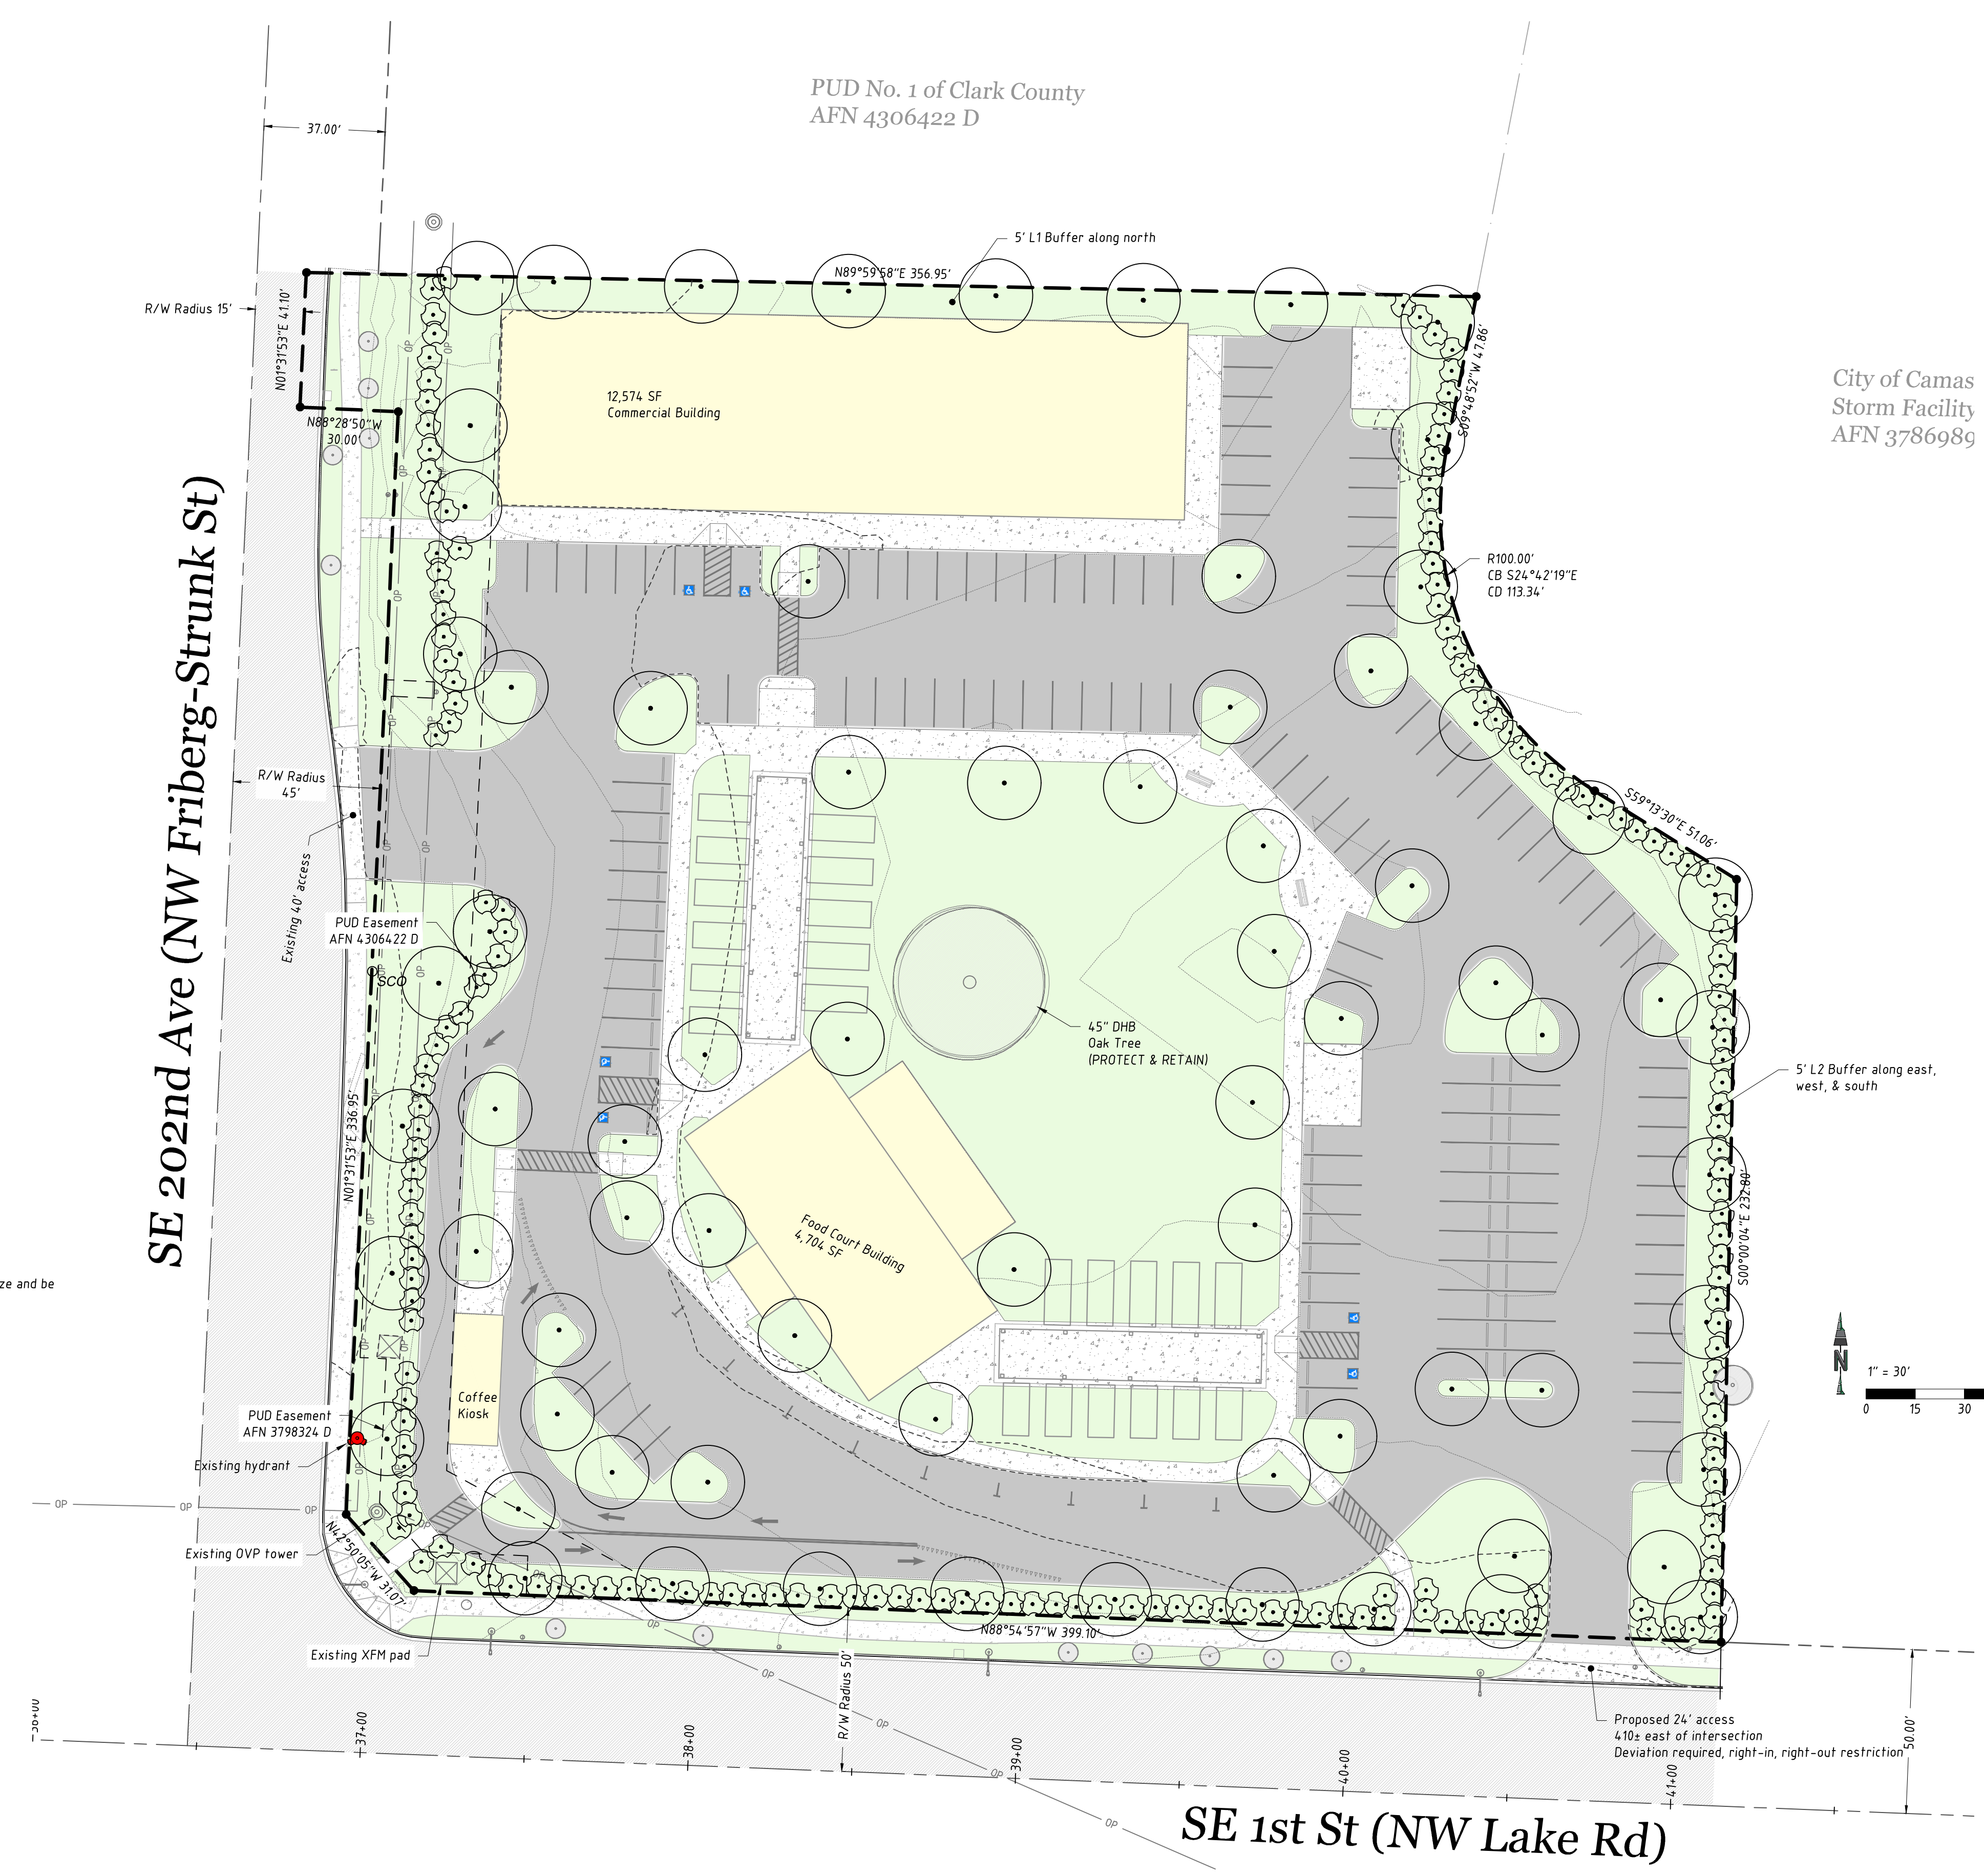 PUD No. 1 of Clark County
AFN 4306422 D
37.00'
5' L1 Buffer along north
N89°59'58"E 356.95'
R/W Radius 15'
N01°31'53"E 41.10'
N88°28'50"W
30.00'
12,574 SF
Commercial Building
S09°48'52"W 47.86'
City of Camas
Storm Facility
AFN 3786989
R100.00'
CB S24°42'19"E
CD 113.34'
SE 202nd Ave (NW Friberg-Strunk St)
R/W Radius
45'
Existing 40' access
S59°13'30"E 51.06'
PUD Easement
AFN 4306422 D
SCO
45" DHB
Oak Tree
(PROTECT & RETAIN)
5' L2 Buffer along east,
west, & south
N01°31'53"E 336.95'
S00°00'04"E 232.80'
Food Court Building
4,704 SF
ze and be
Coffee
Kiosk
N
1" = 30'
0 15 30
PUD Easement
AFN 3798324 D
Existing hydrant
OP OP OP
Existing OVP tower
N42°50'05"W 31.07'
N88°54'57"W 399.10'
Existing XFM pad
OP
OP
OP
OP
OP
R/W Radius 50'
Proposed 24' access
410± east of intersection
Deviation required, right-in, right-out restriction
50.00'
37+00
38+00
39+00
40+00
41+00
SE 1st St (NW Lake Rd)